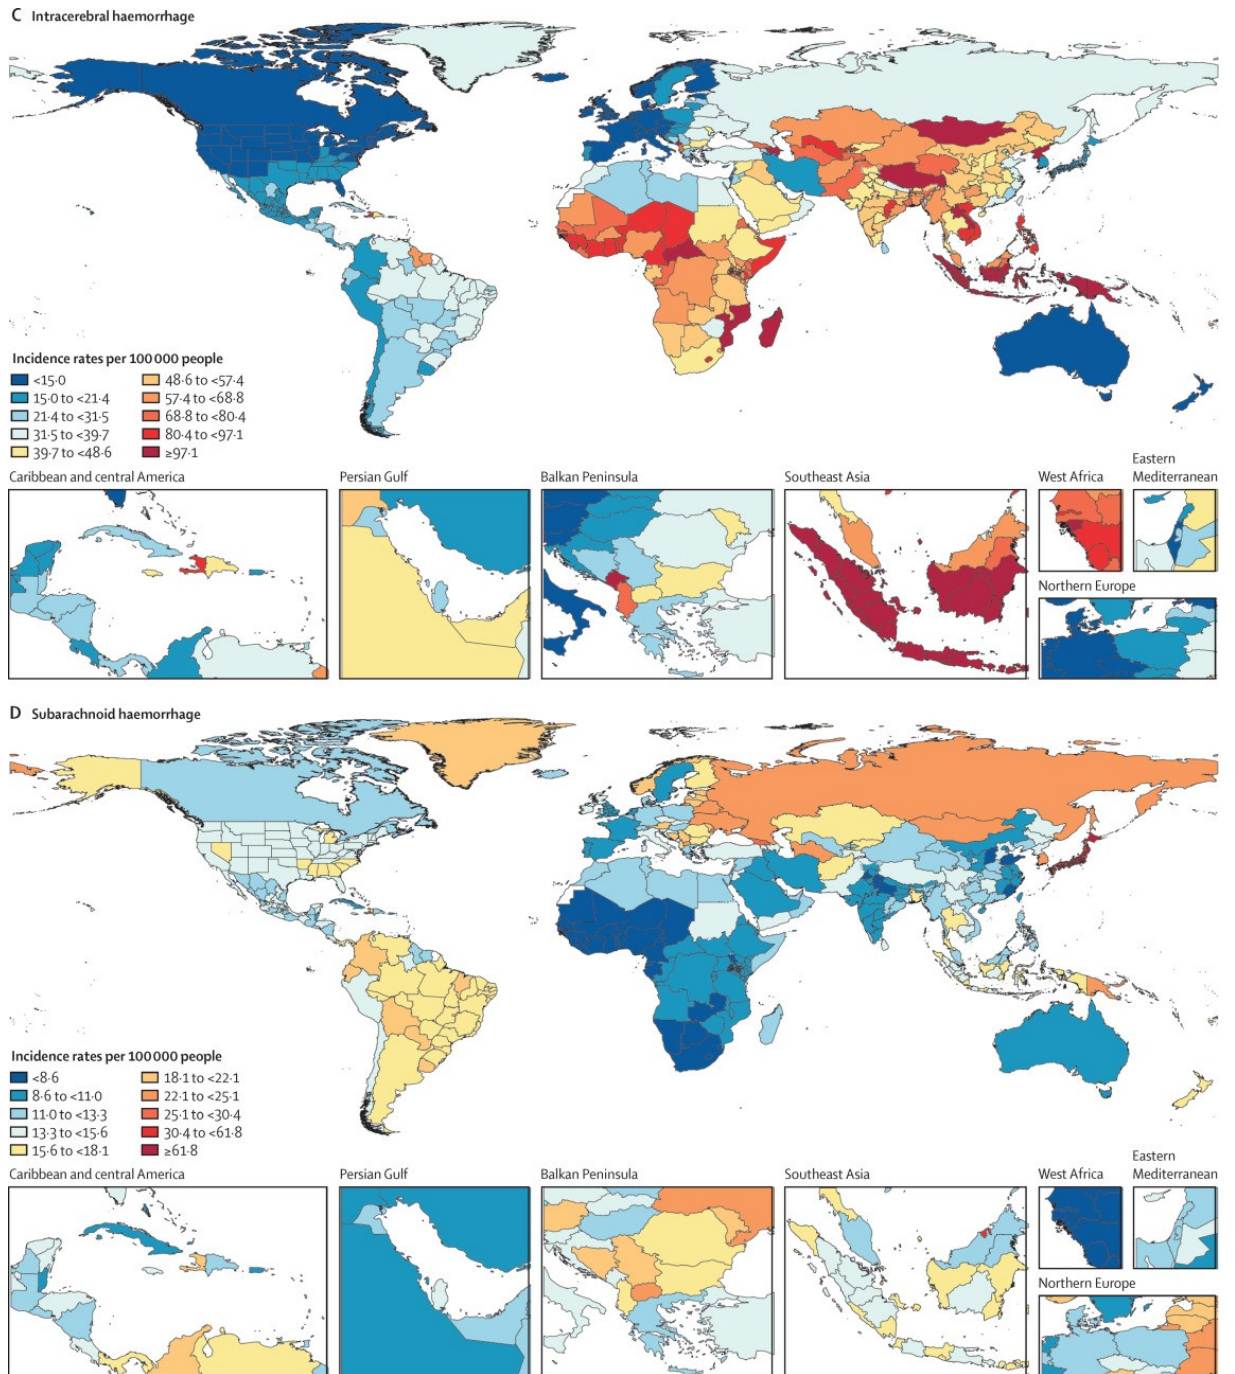 C Intracerebral haemorrhage
Incidence rates per 100 000 people
<15·0
15·0 to <21·4
21·4 to <31·5
31·5 to <39·7
39·7 to <48·6
48·6 to <57·4
57·4 to <68·8
68·8 to <80·4
80·4 to <97·1
≥97·1
Caribbean and central America
Persian Gulf
Balkan Peninsula
Southeast Asia
West Africa
Eastern
Mediterranean
Northern Europe
D Subarachnoid haemorrhage
Incidence rates per 100 000 people
<8·6
8·6 to <11·0
11·0 to <13·3
13·3 to <15·6
15·6 to <18·1
18·1 to <22·1
22·1 to <25·1
25·1 to <30·4
30·4 to <61·8
≥61·8
Caribbean and central America
Persian Gulf
Balkan Peninsula
Southeast Asia
West Africa
Eastern
Mediterranean
Northern Europe